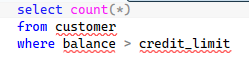 select count(*)
from customer
where balance > credit_limit